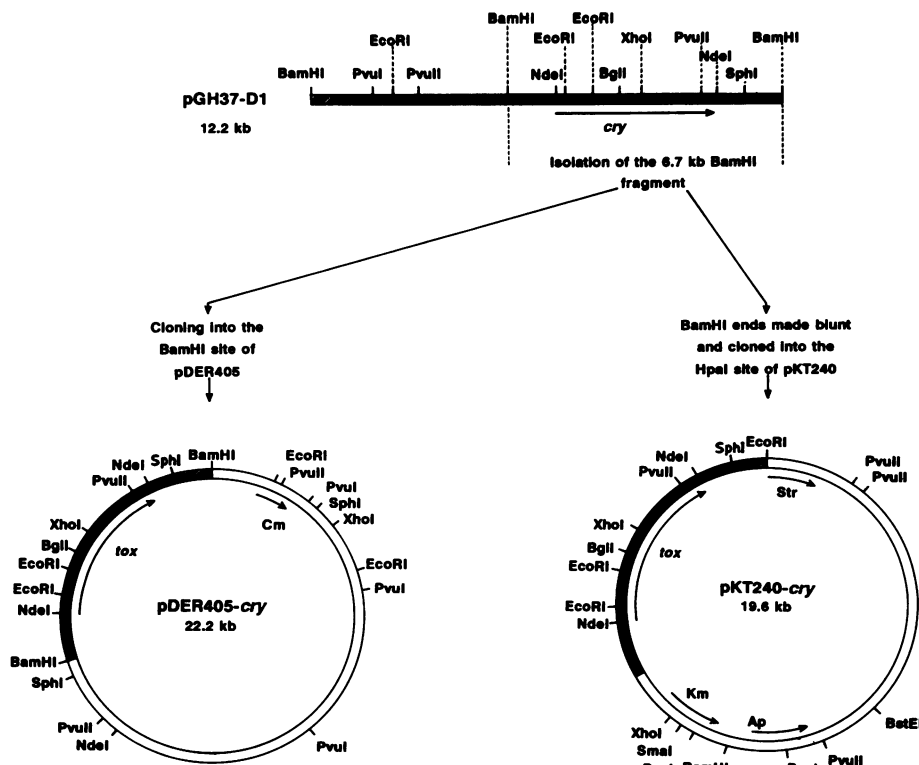 BamHI
EcoRI
EcoRI
EcoRI
XhoI
PvuII
BamHI
NdeI
BamHI
PvuI
PvuII
NdeI
BglI
SphI
pGH37-D1
12.2 kb
cry
Isolation of the 6.7 kb BamHI
fragment
Cloning into the
BamHI site of
pDER405
BamHI ends made blunt
and cloned into the
HpaI site of pKT240
BamHI
SphI
NdeI
PvuII
XhoI
BglI
EcoRI
EcoRI
NdeI
BamHI
SphI
PvuII
NdeI
EcoRI
PvuII
PvuI
SphI
XhoI
EcoRI
PvuI
PvuI
Cm
tox
pDER405-cry
22.2 kb
EcoRI
SphI
NdeI
PvuII
XhoI
BglI
EcoRI
EcoRI
NdeI
PvuII
PvuII
Str
tox
pKT240-cry
19.6 kb
Km
Ap
XhoI
SmaI
BamHI
PvuII
BstE